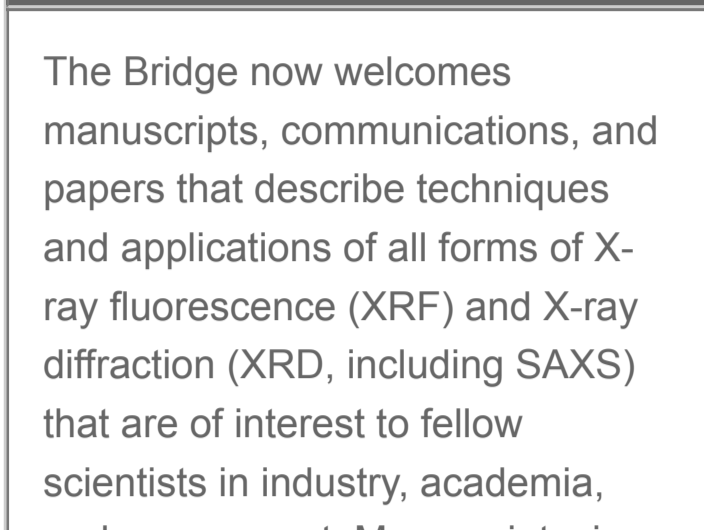 The Bridge now welcomes
manuscripts, communications, and
papers that describe techniques
and applications of all forms of X-
ray fluorescence (XRF) and X-ray
diffraction (XRD, including SAXS)
that are of interest to fellow
scientists in industry, academia,